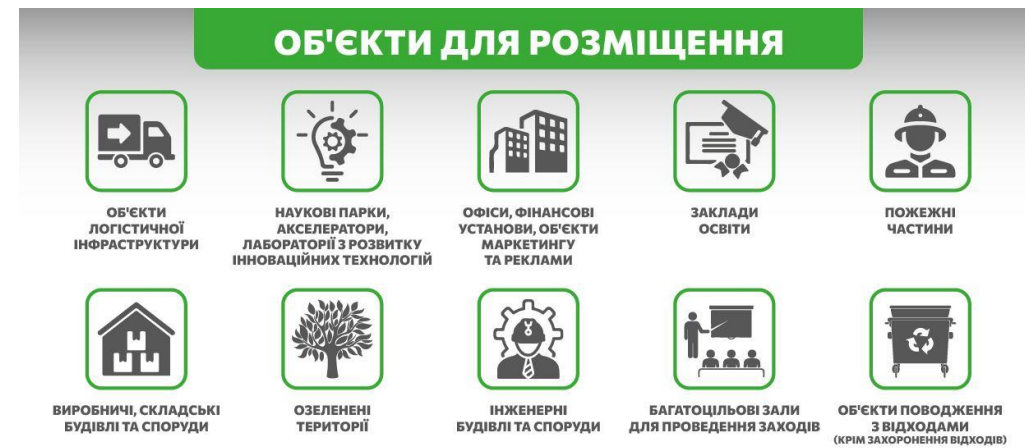 ОБ'ЄКТИ ДЛЯ РОЗМІЩЕННЯ
ОБ'ЄКТИ
ЛОГІСТИЧНОЇ
ІНФРАСТРУКТУРИ
НАУКОВІ ПАРКИ,
АКСЕЛЕРАТОРИ,
ЛАБОРАТОРІЇ З РОЗВИТКУ
ІННОВАЦІЙНИХ ТЕХНОЛОГІЙ
ОФІСИ, ФІНАНСОВІ
УСТАНОВИ, ОБ'ЄКТИ
МАРКЕТИНГУ
ТА РЕКЛАМИ
ЗАКЛАДИ
ОСВІТИ
ПОЖЕЖНІ
ЧАСТИНИ
ВИРОБНИЧІ, СКЛАДСЬКІ
БУДІВЛІ ТА СПОРУДИ
ОЗЕЛЕНЕНІ
ТЕРИТОРІЇ
ІНЖЕНЕРНІ
БУДІВЛІ ТА СПОРУДИ
БАГАТОЦІЛЬОВІ ЗАЛИ
ДЛЯ ПРОВЕДЕННЯ ЗАХОДІВ
ОБ'ЄКТИ ПОВОДЖЕННЯ
З ВІДХОДАМИ
(КРІМ ЗАХОРОНЕННЯ ВІДХОДІВ)